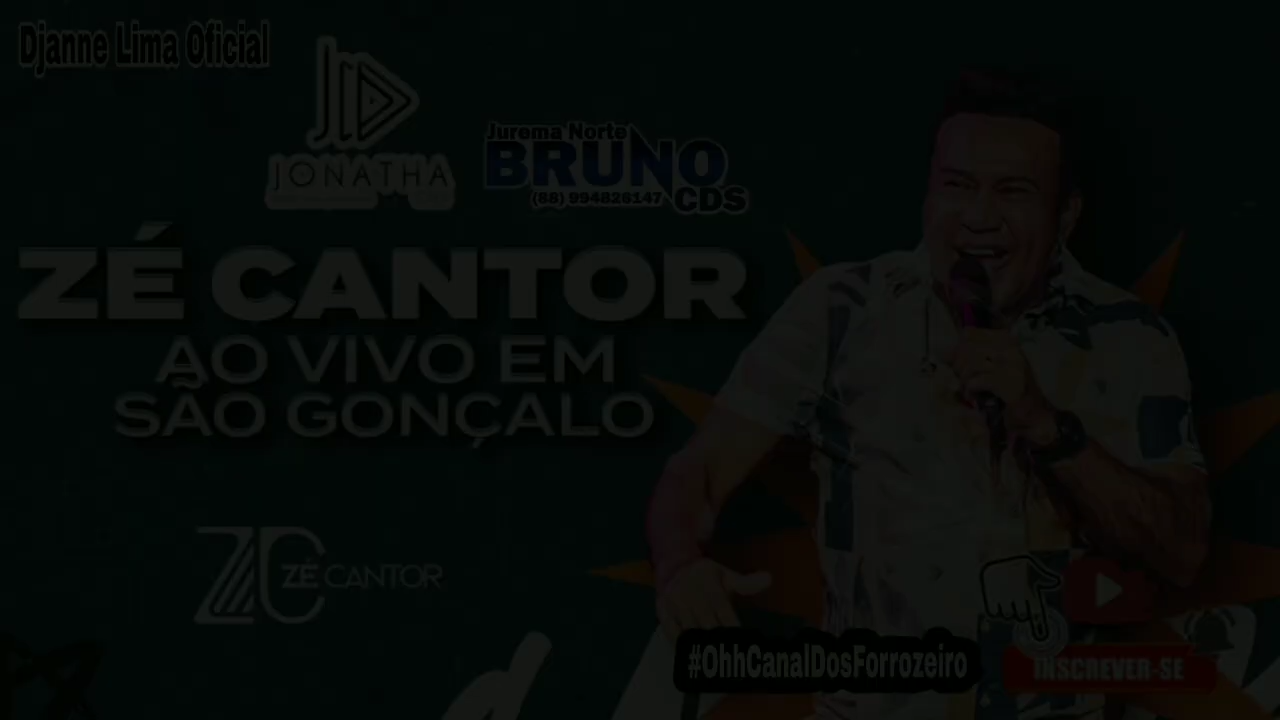 Djanne Lima Oficial
JONATHA
Jurema Norte
BRUNO
(88) 994826147 CDS
ZÉ CANTOR
AO VIVO EM
SÃO GONÇALO
ZC ZÉ CANTOR
#OhhCanalDosForrozeiro
INSCREVER-SE